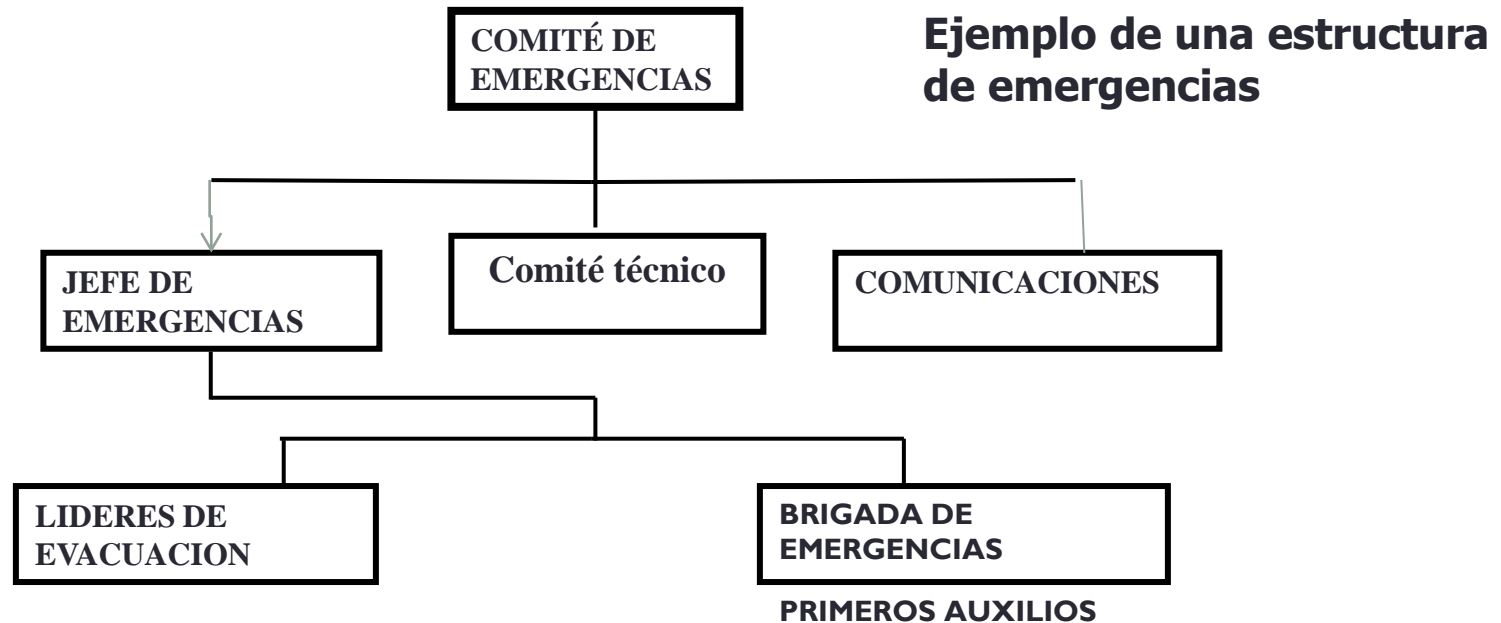 Ejemplo de una estructura
de emergencias
COMITÉ DE
EMERGENCIAS
JEFE DE
EMERGENCIAS
Comité técnico
COMUNICACIONES
LIDERES DE
EVACUACION
BRIGADA DE
EMERGENCIAS
PRIMEROS AUXILIOS